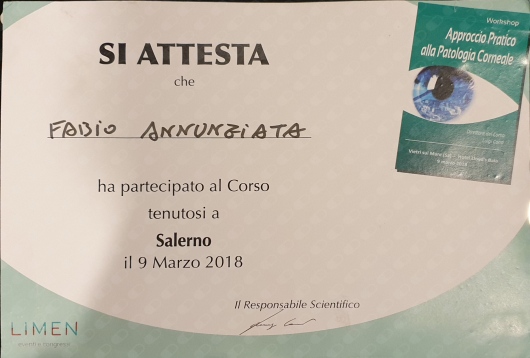 Workshop
Approccio Pratico
alla Patologia Corneale
SI ATTESTA
che
FABIO ANNUNZIATA
ha partecipato al Corso
tenutosi a
Salerno
il 9 Marzo 2018
Il Responsabile Scientifico
LIMEN